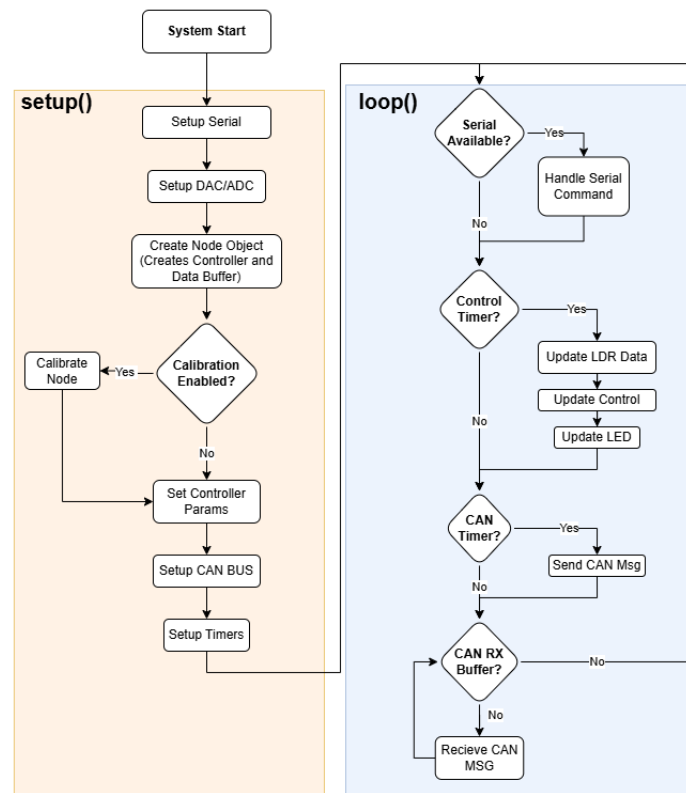 System Start
setup()
Setup Serial
Setup DAC/ADC
Create Node Object
(Creates Controller and
Data Buffer)
Calibration
Enabled?
Yes
Calibrate
Node
No
Set Controller
Params
Setup CAN BUS
Setup Timers
loop()
Serial
Available?
Yes
Handle Serial
Command
No
Control
Timer?
Yes
Update LDR Data
Update Control
Update LED
No
CAN
Timer?
Yes
Send CAN Msg
No
CAN RX
Buffer?
No
No
Recieve CAN
MSG